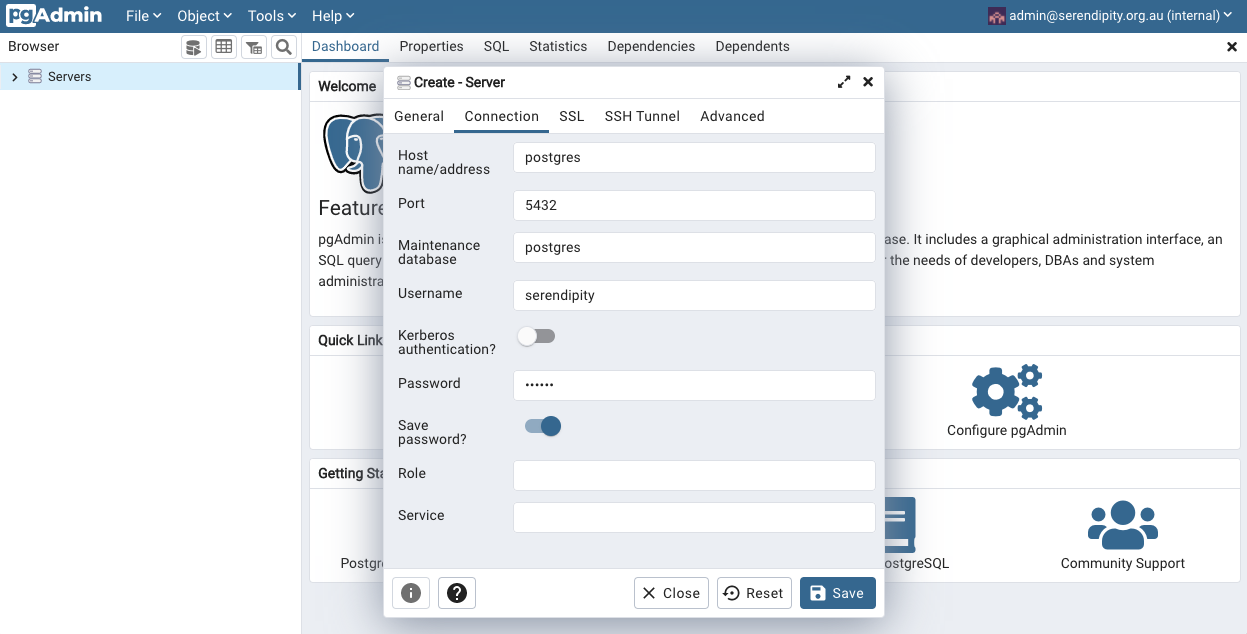 pgAdmin File Object Tools Help admin@serendipity.org.au (internal)
Browser
Dashboard Properties SQL Statistics Dependencies Dependents
Servers
Welcome
Feature
pgAdmin is
ase. It includes a graphical administration interface, an
SQL query
the needs of developers, DBAs and system
administra
Quick Link
Configure pgAdmin
Getting Sta
Postgre
ostgreSQL
Community Support
Create - Server
General Connection SSL SSH Tunnel Advanced
Host
name/address
postgres
Port
5432
Maintenance
database
postgres
Username
serendipity
Kerberos
authentication?
Password
••••••
Save
password?
Role
Service
Close Reset Save